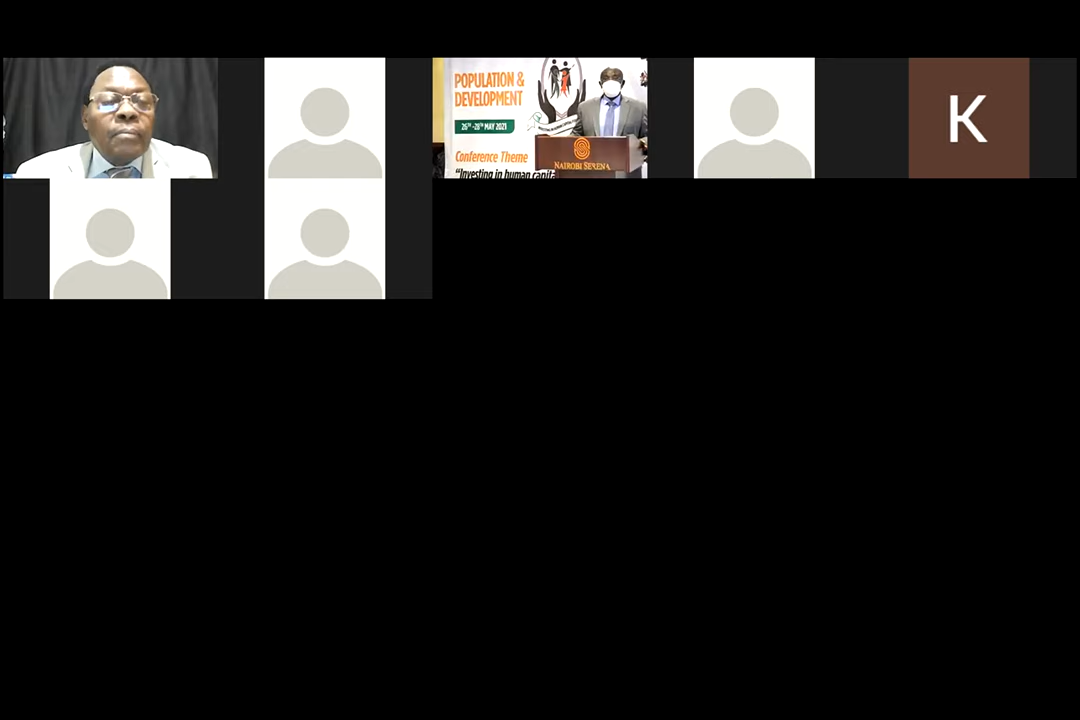 POPULATION &
DEVELOPMENT
26TH -28TH MAY 2021
Conference Theme
"Investing in human capita
NAIROBI SERENA
K